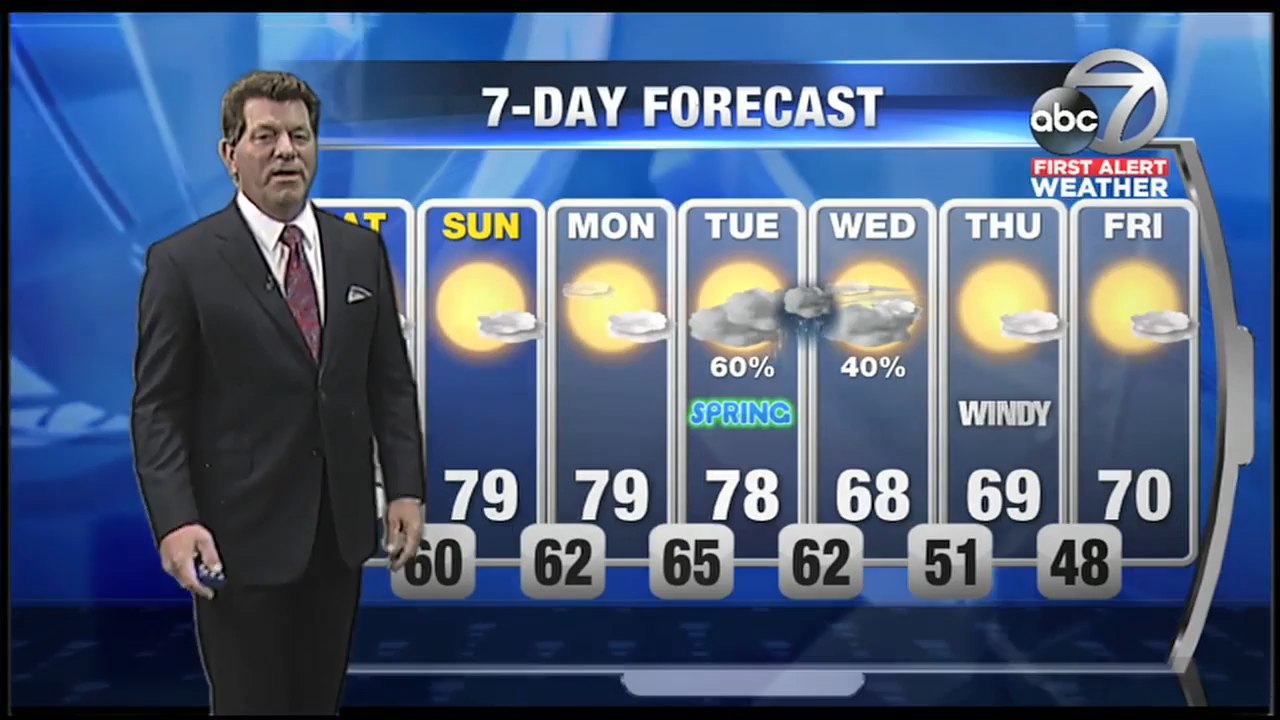 7-DAY FORECAST
abc 7
FIRST ALERT
WEATHER
AT SUN MON TUE WED THU FRI
60% 40%
SPRING WINDY
79 79 78 68 69 70
60 62 65 62 51 48